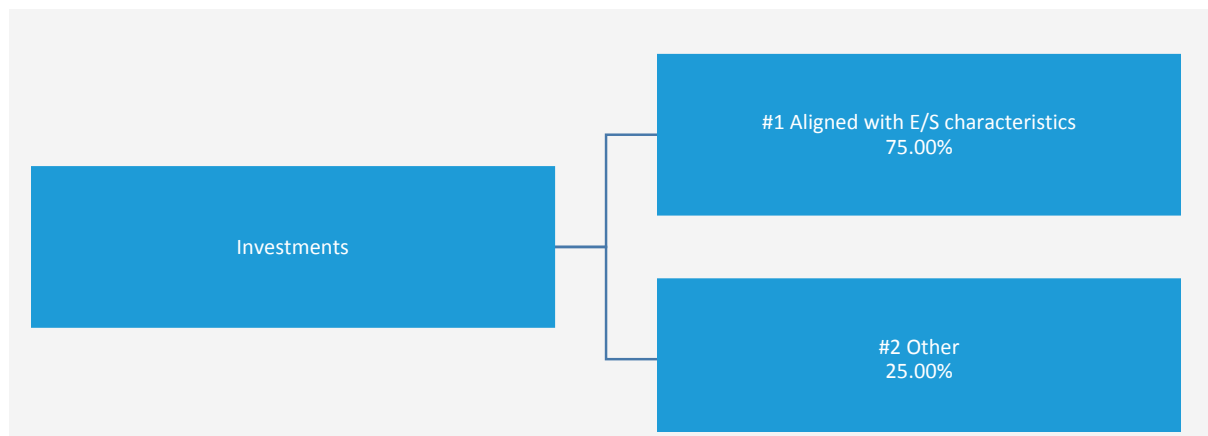 #1 Aligned with E/S characteristics
75.00%
Investments
#2 Other
25.00%